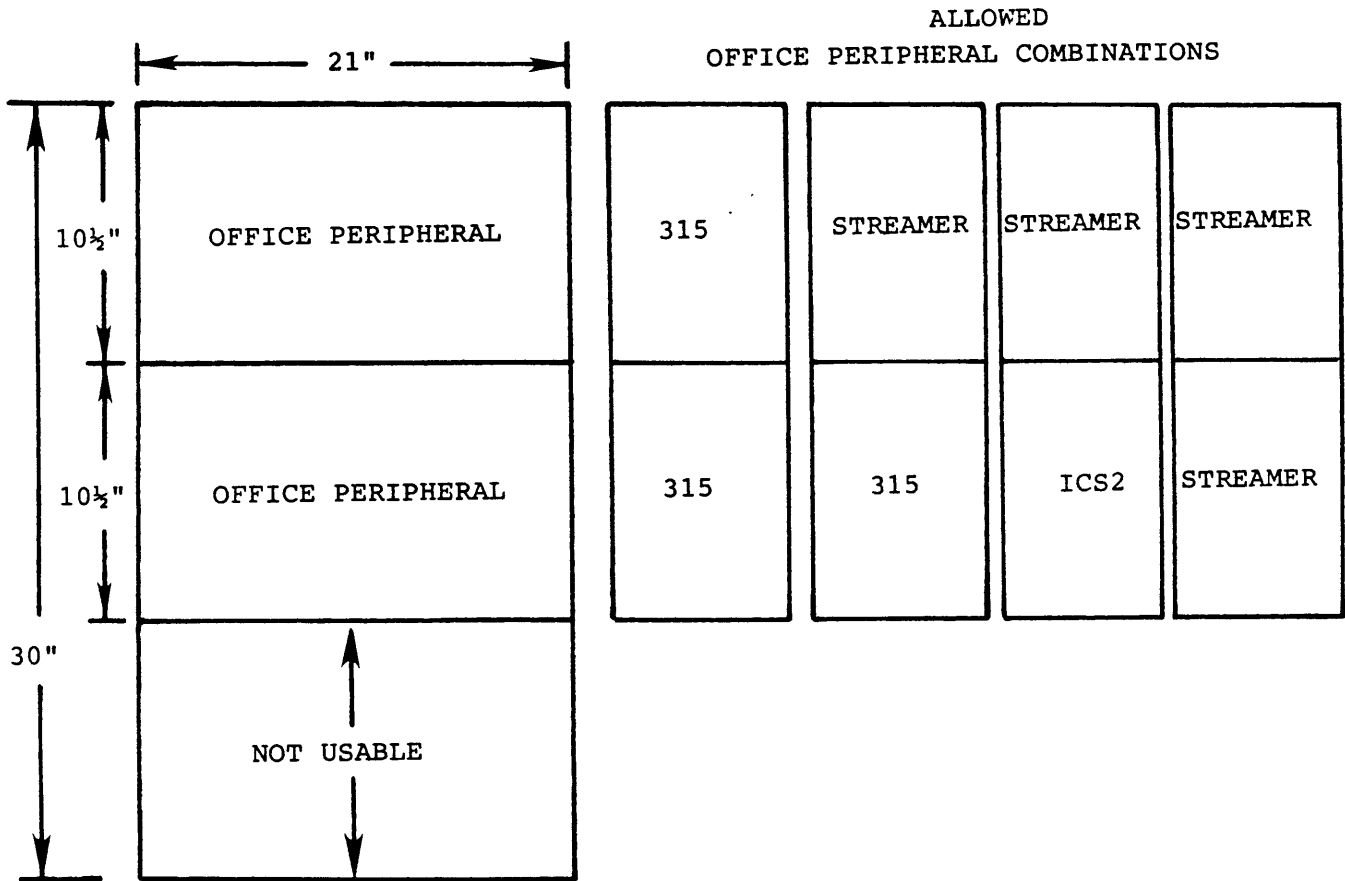 ALLOWED
OFFICE PERIPHERAL COMBINATIONS
21"
10½"
OFFICE PERIPHERAL
315
STREAMER
STREAMER
STREAMER
10½"
OFFICE PERIPHERAL
315
315
ICS2
STREAMER
30"
NOT USABLE